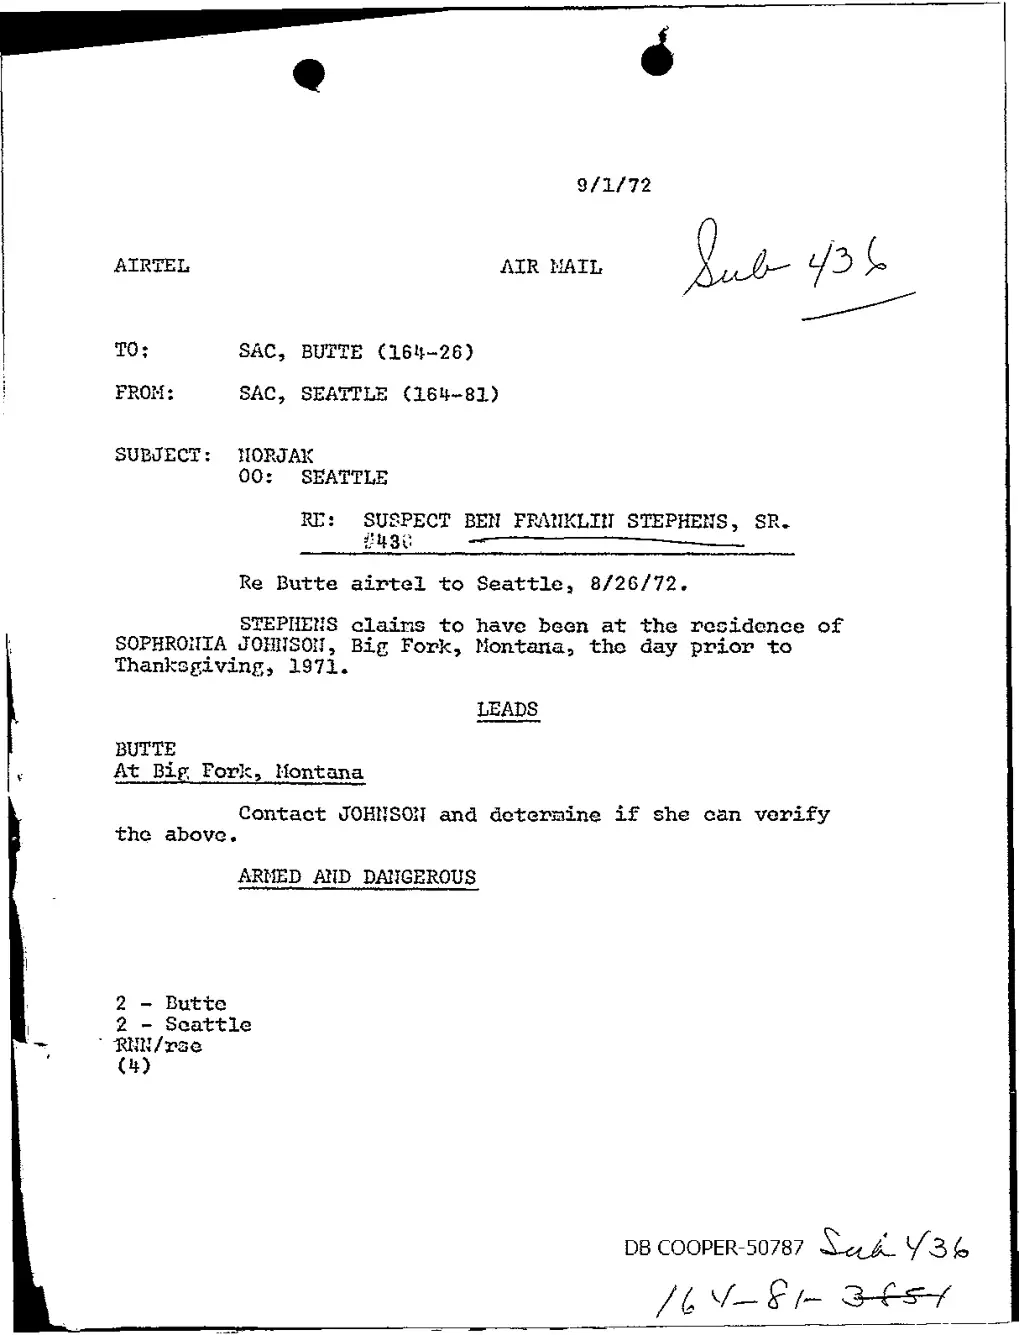 9/1/72
AIRTEL AIR MAIL Sub 436
TO: SAC, BUTTE (164-26)
FROM: SAC, SEATTLE (164-81)
SUBJECT: NORJAK
OO: SEATTLE
RE: SUSPECT BEN FRANKLIN STEPHENS, SR.
#436
Re Butte airtel to Seattle, 8/26/72.
STEPHENS claims to have been at the residence of
SOPHRONIA JOHNSON, Big Fork, Montana, the day prior to
Thanksgiving, 1971.
LEADS
BUTTE
At Big Fork, Montana
Contact JOHNSON and determine if she can verify
the above.
ARMED AND DANGEROUS
2 - Butte
2 - Seattle
RNN/rse
(4)
DB COOPER-50787 Sub 436
164-81-